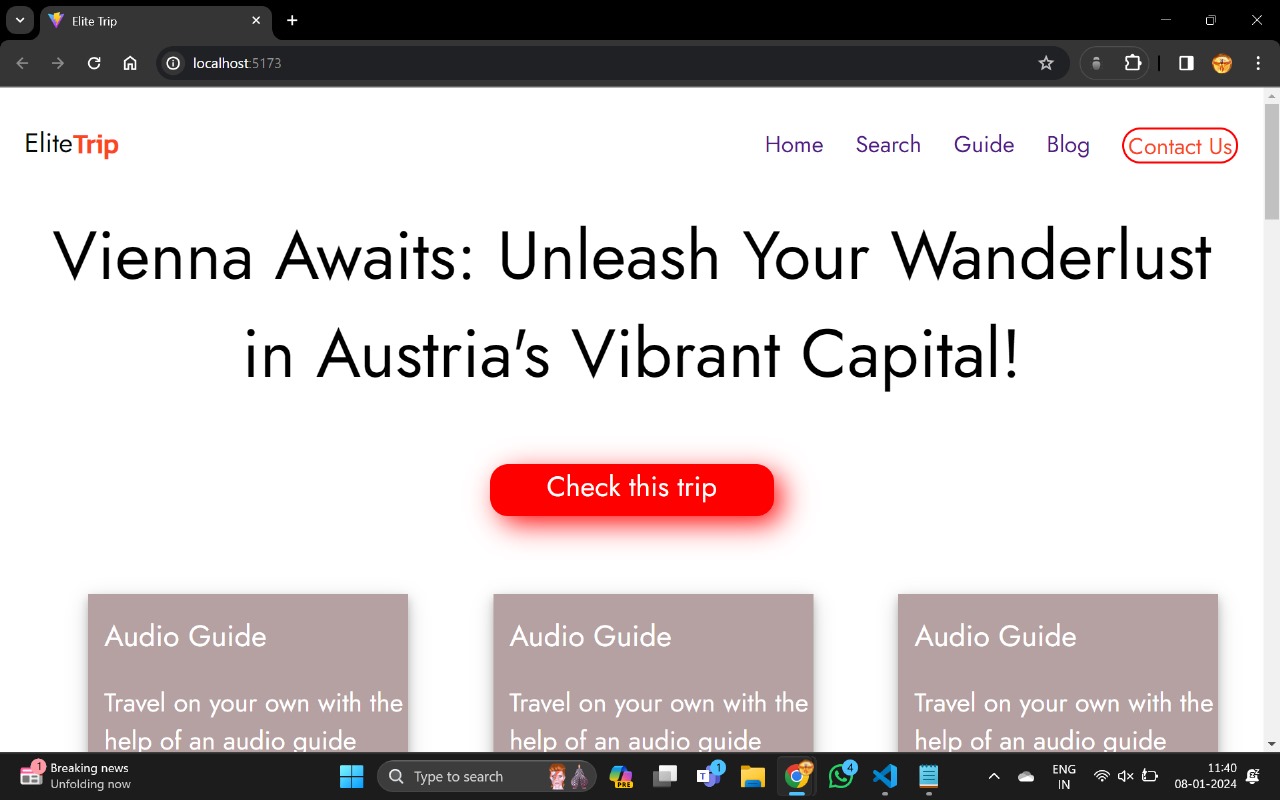 Elite Trip
localhost:5173
EliteTrip
Home Search Guide Blog Contact Us
Vienna Awaits: Unleash Your Wanderlust
in Austria's Vibrant Capital!
Check this trip
Audio Guide
Travel on your own with the
help of an audio guide
Audio Guide
Travel on your own with the
help of an audio guide
Audio Guide
Travel on your own with the
help of an audio guide
1
Breaking news
Unfolding now
Type to search
PRE
1
4
ENG
IN
11:40
08-01-2024